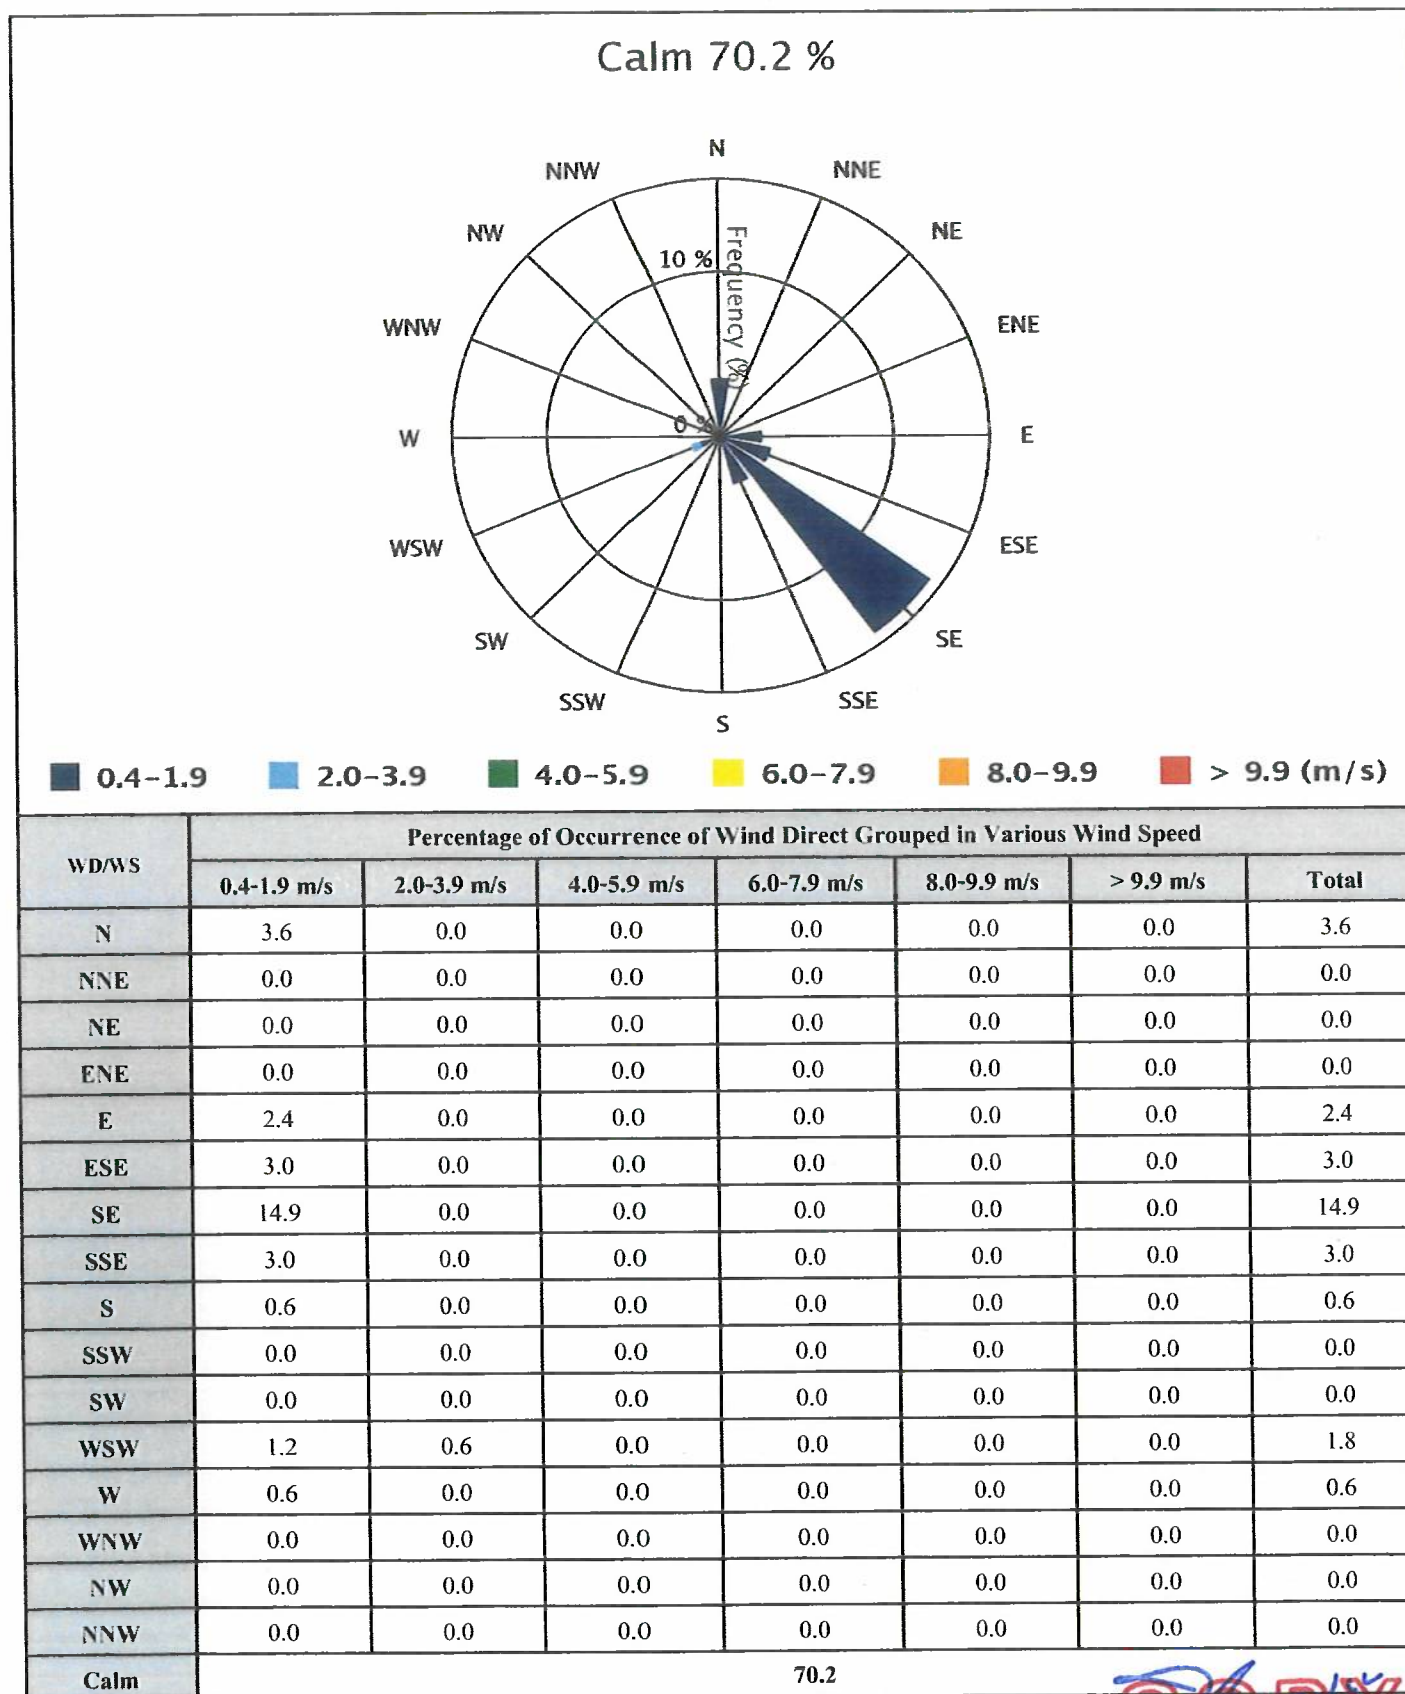 Calm 70.2 %
N
NNW
NNE
NW
NE
10 %
Frequency (%)
WNW
ENE
0 %
W
E
WSW
ESE
SW
SE
SSW
SSE
S
0.4-1.9 2.0-3.9 4.0-5.9 6.0-7.9 8.0-9.9 > 9.9 (m/s)
WD/WS Percentage of Occurrence of Wind Direct Grouped in Various Wind Speed
0.4-1.9 m/s 2.0-3.9 m/s 4.0-5.9 m/s 6.0-7.9 m/s 8.0-9.9 m/s > 9.9 m/s Total
N 3.6 0.0 0.0 0.0 0.0 0.0 3.6
NNE 0.0 0.0 0.0 0.0 0.0 0.0 0.0
NE 0.0 0.0 0.0 0.0 0.0 0.0 0.0
ENE 0.0 0.0 0.0 0.0 0.0 0.0 0.0
E 2.4 0.0 0.0 0.0 0.0 0.0 2.4
ESE 3.0 0.0 0.0 0.0 0.0 0.0 3.0
SE 14.9 0.0 0.0 0.0 0.0 0.0 14.9
SSE 3.0 0.0 0.0 0.0 0.0 0.0 3.0
S 0.6 0.0 0.0 0.0 0.0 0.0 0.6
SSW 0.0 0.0 0.0 0.0 0.0 0.0 0.0
SW 0.0 0.0 0.0 0.0 0.0 0.0 0.0
WSW 1.2 0.6 0.0 0.0 0.0 0.0 1.8
W 0.6 0.0 0.0 0.0 0.0 0.0 0.6
WNW 0.0 0.0 0.0 0.0 0.0 0.0 0.0
NW 0.0 0.0 0.0 0.0 0.0 0.0 0.0
NNW 0.0 0.0 0.0 0.0 0.0 0.0 0.0
Calm 70.2